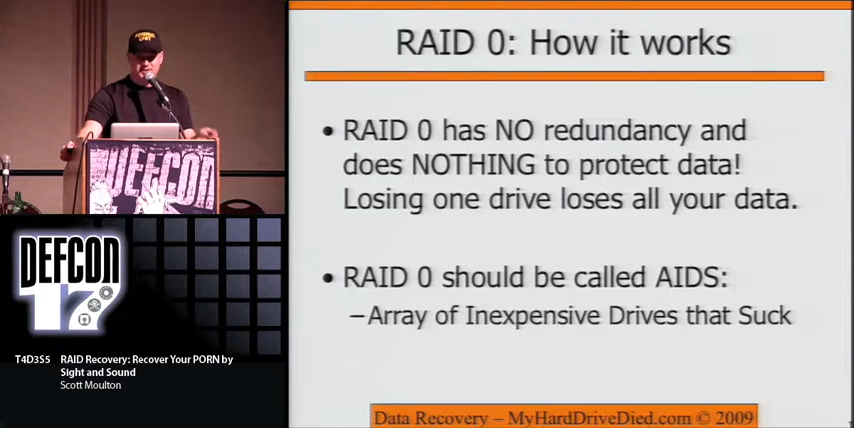 RAID 0: How it works
• RAID 0 has NO redundancy and
does NOTHING to protect data!
Losing one drive loses all your data.
• RAID 0 should be called AIDS:
–Array of Inexpensive Drives that Suck
Data Recovery – MyHardDriveDied.com © 2009
DEFCON
DEFCON
17
T4D3S5 RAID Recovery: Recover Your PORN by
Sight and Sound
Scott Moulton